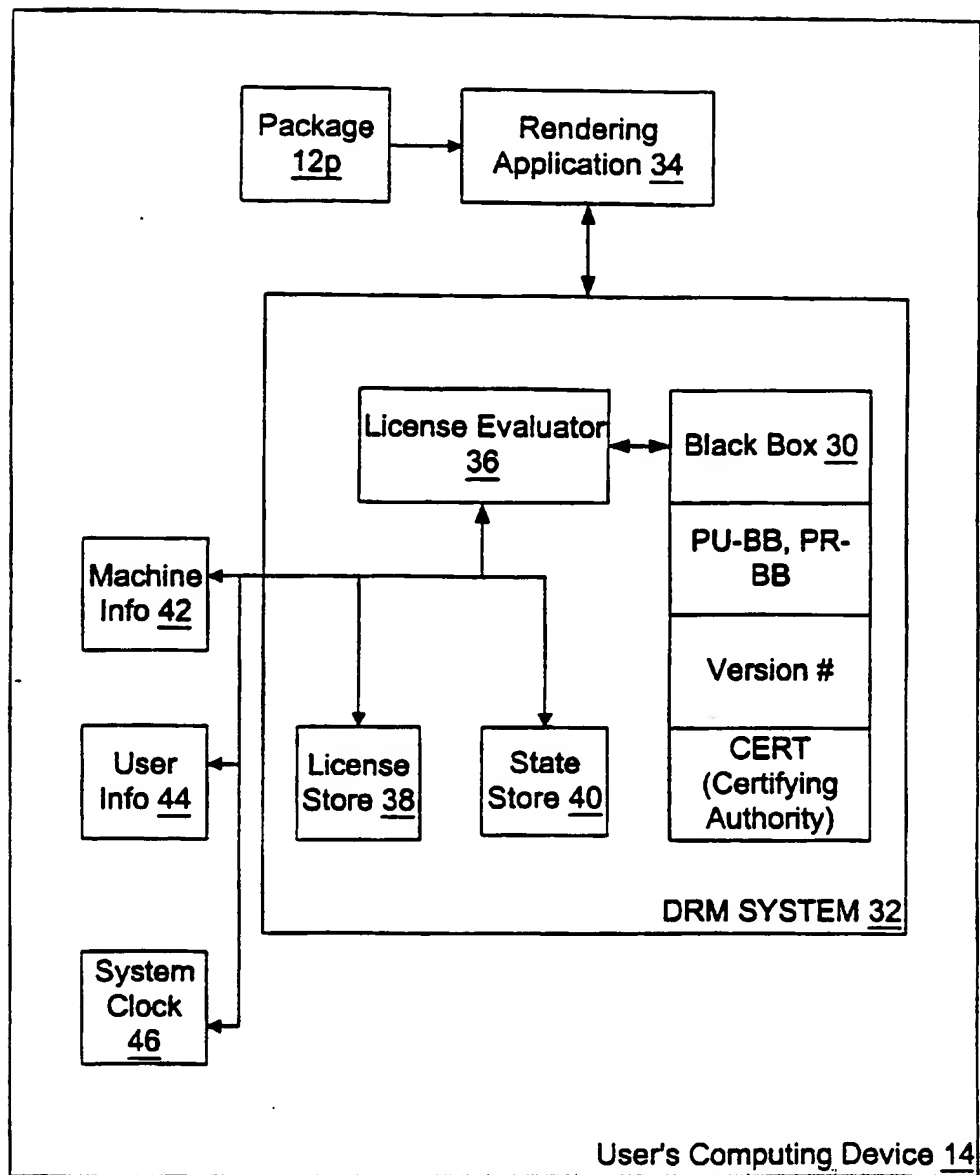 Package
12p
Rendering
Application 34
License Evaluator
36
Black Box 30
PU-BB, PR-
BB
Version #
CERT
(Certifying
Authority)
Machine
Info 42
User
Info 44
System
Clock
46
License
Store 38
State
Store 40
DRM SYSTEM 32
User's Computing Device 14